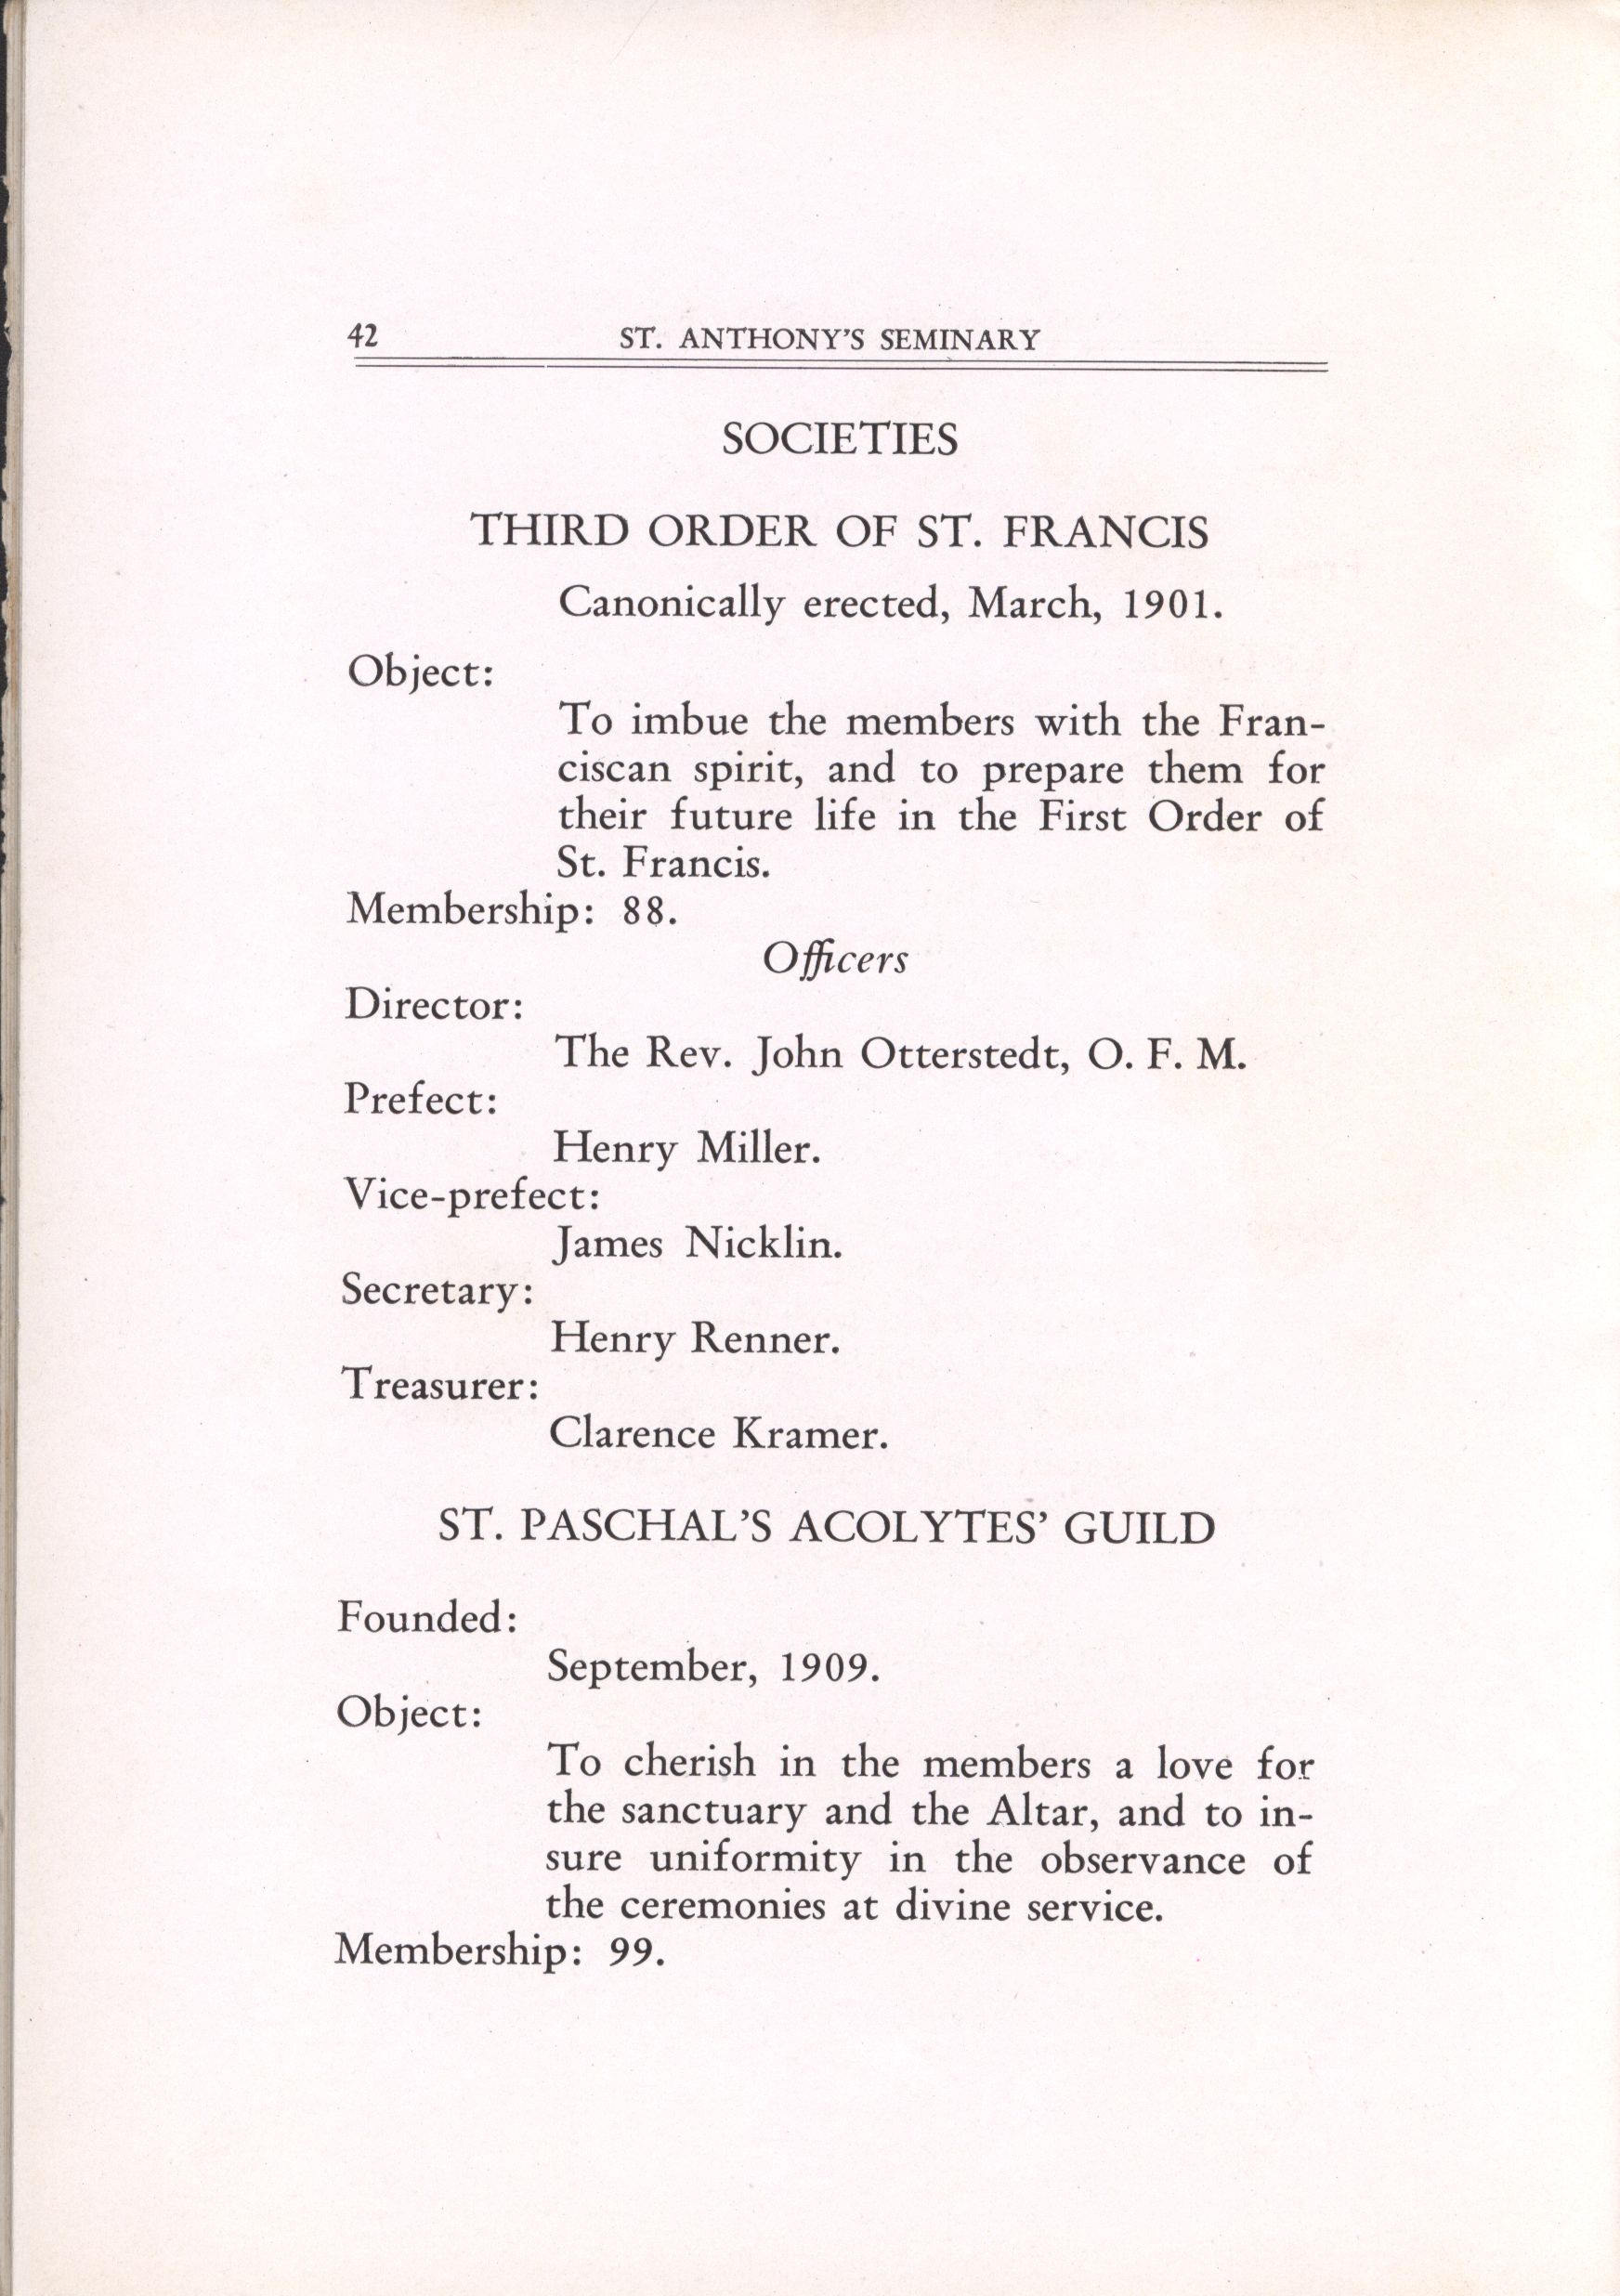 42 ST. ANTHONY'S SEMINARY
SOCIETIES
THIRD ORDER OF ST. FRANCIS
Canonically erected, March, 1901.
Object:
To imbue the members with the Fran-
ciscan spirit, and to prepare them for
their future life in the First Order of
St. Francis.
Membership: 88.
Officers
Director:
The Rev. John Otterstedt, O. F. M.
Prefect:
Henry Miller.
Vice-prefect:
James Nicklin.
Secretary:
Henry Renner.
Treasurer:
Clarence Kramer.
ST. PASCHAL'S ACOLYTES' GUILD
Founded:
September, 1909.
Object:
To cherish in the members a love for
the sanctuary and the Altar, and to in-
sure uniformity in the observance of
the ceremonies at divine service.
Membership: 99.